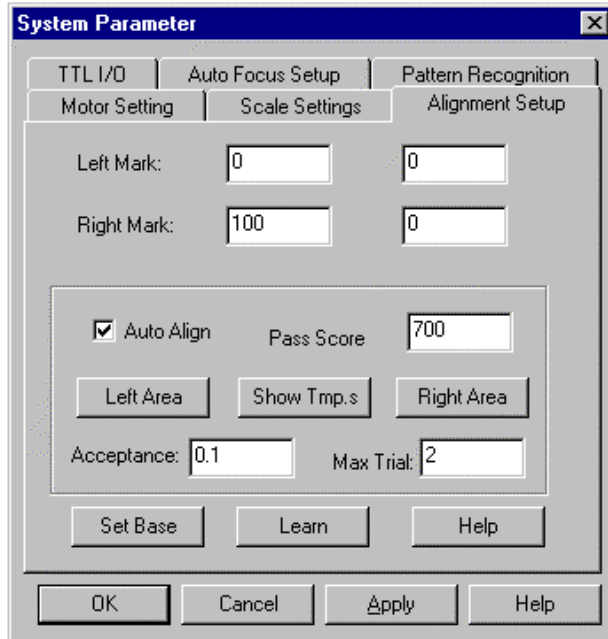 System Parameter
TTL I/O Auto Focus Setup Pattern Recognition
Motor Setting Scale Settings Alignment Setup
Left Mark: 0 0
Right Mark: 100 0
Auto Align Pass Score 700
Left Area Show Tmp.s Right Area
Acceptance: 0.1 Max Trial: 2
Set Base Learn Help
OK Cancel Apply Help